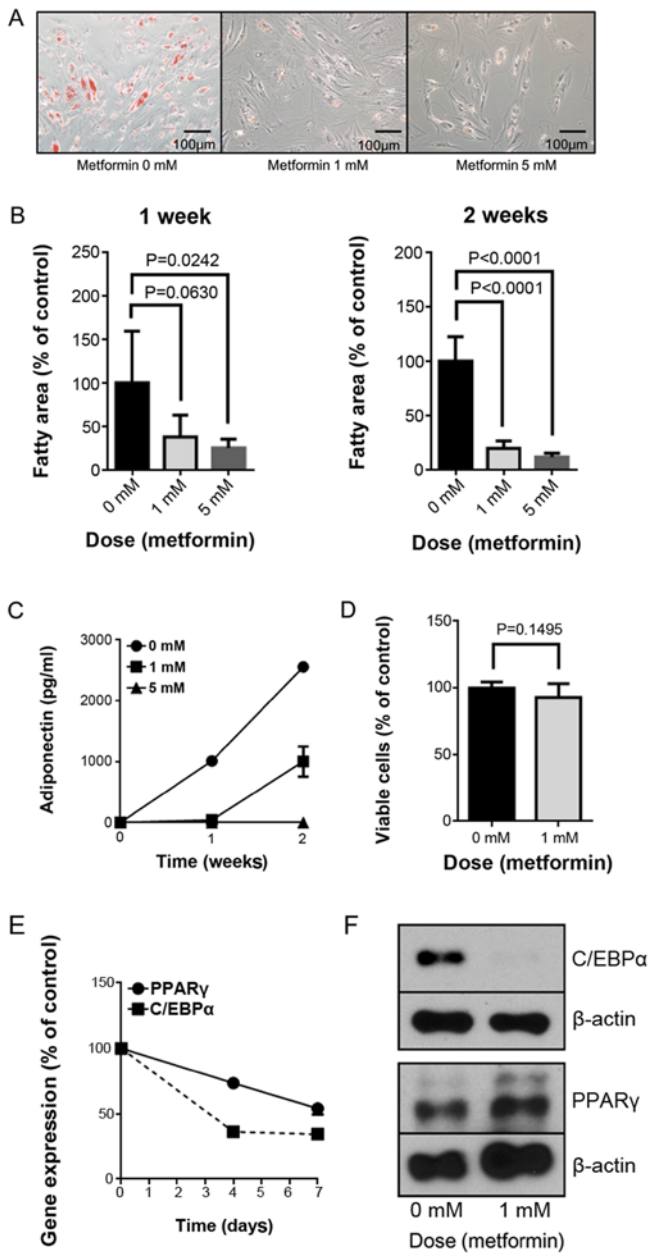 A
100µm
100µm
100µm
Metformin 0 mM
Metformin 1 mM
Metformin 5 mM
B
1 week
Fatty area (% of control)
250
200
150
100
50
0
P=0.0242
P=0.0630
0 mM
1 mM
5 mM
Dose (metformin)
2 weeks
Fatty area (% of control)
200
150
100
50
0
P<0.0001
P<0.0001
0 mM
1 mM
5 mM
Dose (metformin)
C
Adiponectin (pg/ml)
3000
2000
1000
0
0 mM
1 mM
5 mM
0
1
2
Time (weeks)
D
Viable cells (% of control)
150
100
50
0
P=0.1495
0 mM
1 mM
Dose (metformin)
E
Gene expression (% of control)
150
100
50
0
PPARγ
C/EBPα
0 1 2 3 4 5 6 7
Time (days)
F
C/EBPα
β-actin
PPARγ
β-actin
0 mM
1 mM
Dose (metformin)